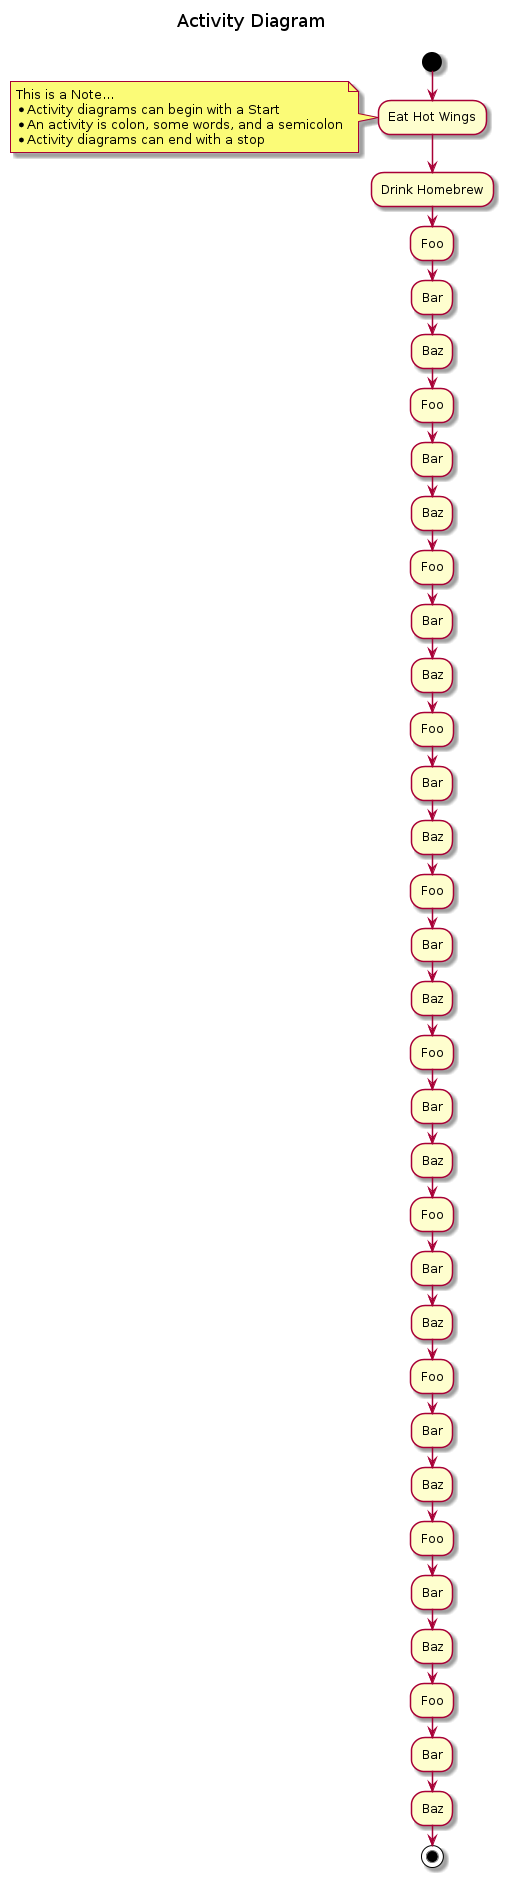 Activity Diagram
This is a Note...
• Activity diagrams can begin with a Start
• An activity is colon, some words, and a semicolon
• Activity diagrams can end with a stop
Eat Hot Wings
Drink Homebrew
Foo
Bar
Baz
Foo
Bar
Baz
Foo
Bar
Baz
Foo
Bar
Baz
Foo
Bar
Baz
Foo
Bar
Baz
Foo
Bar
Baz
Foo
Bar
Baz
Foo
Bar
Baz
Foo
Bar
Baz